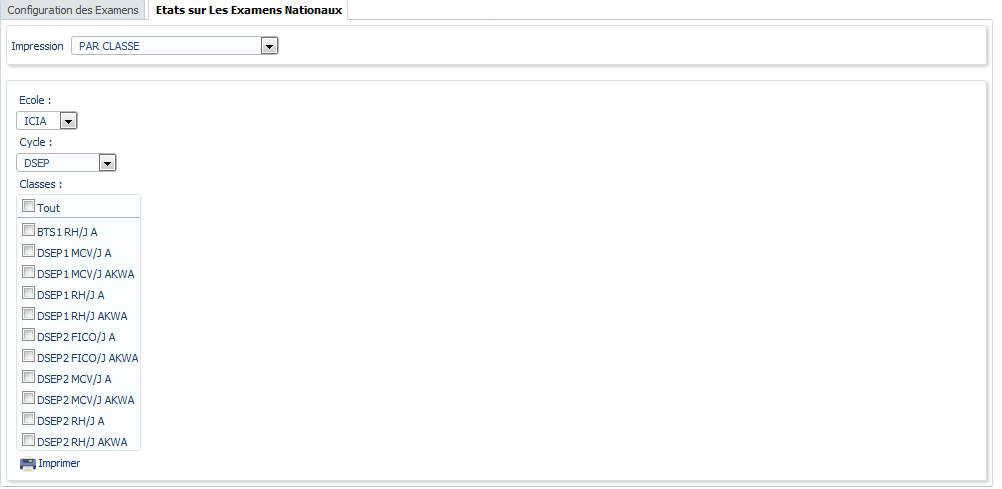 Configuration des Examens
Etats sur Les Examens Nationaux
Impression PAR CLASSE
Ecole :
ICIA
Cycle :
DSEP
Classes :
Tout
BTS1 RH/J A
DSEP1 MCV/J A
DSEP1 MCV/J AKWA
DSEP1 RH/J A
DSEP1 RH/J AKWA
DSEP2 FICO/J A
DSEP2 FICO/J AKWA
DSEP2 MCV/J A
DSEP2 MCV/J AKWA
DSEP2 RH/J A
DSEP2 RH/J AKWA
Imprimer